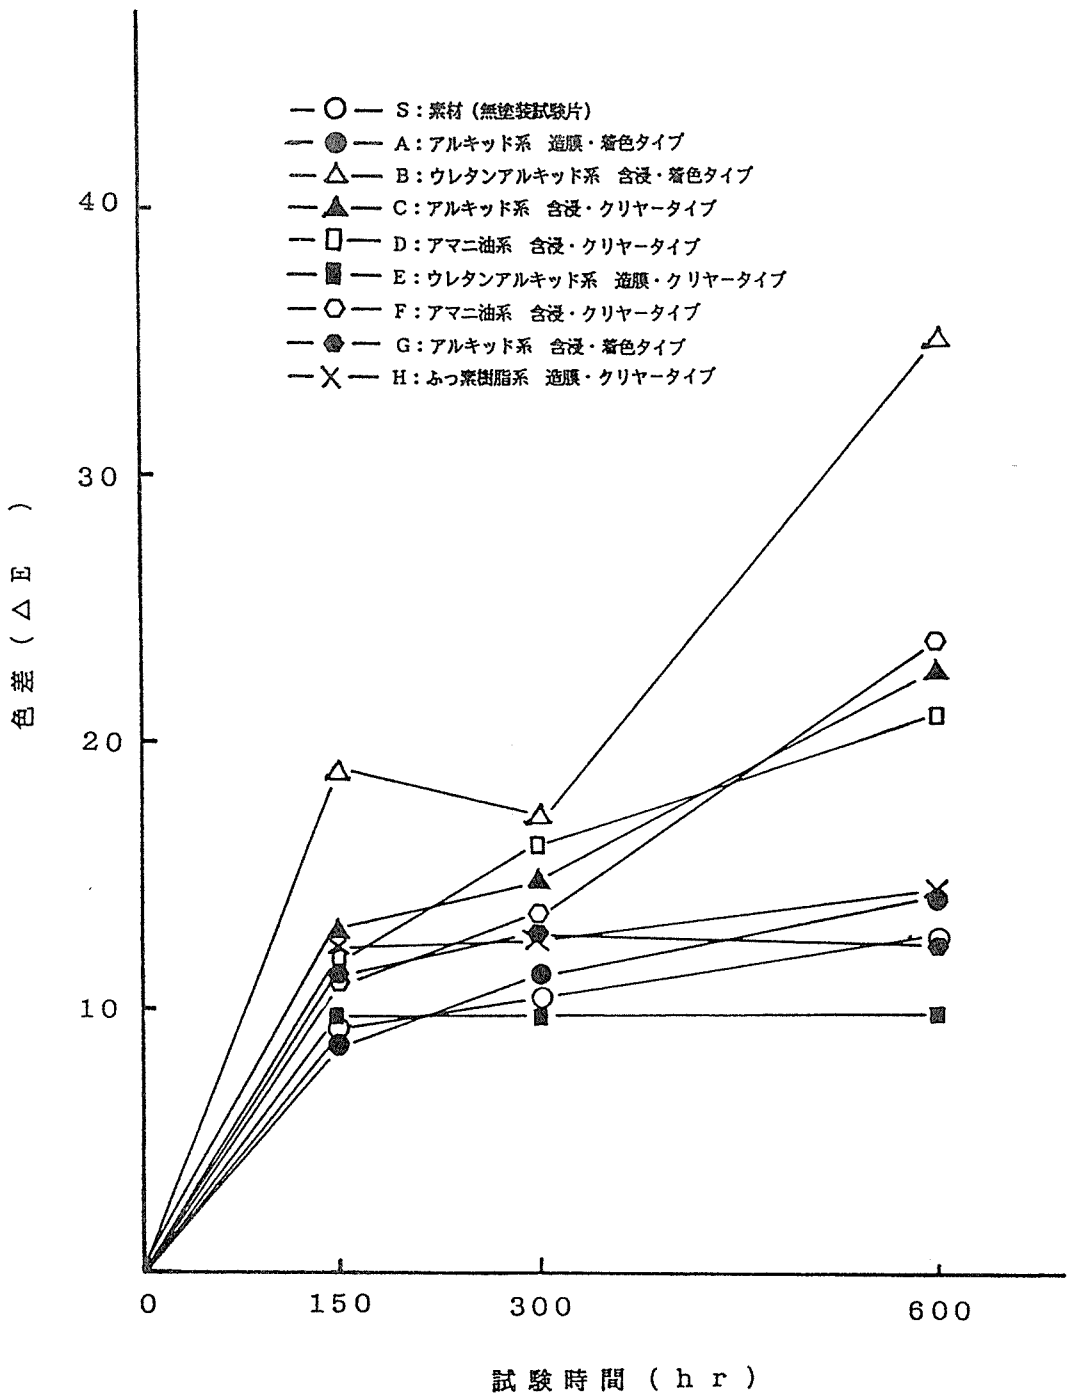 S：素材（無塗装試験片）
A：アルキッド系　造膜・着色タイプ
B：ウレタンアルキッド系　含浸・着色タイプ
C：アルキッド系　含浸・クリヤータイプ
D：アマニ油系　含浸・クリヤータイプ
E：ウレタンアルキッド系　造膜・クリヤータイプ
F：アマニ油系　含浸・クリヤータイプ
G：アルキッド系　含浸・着色タイプ
H：ふっ素樹脂系　造膜・クリヤータイプ
40
30
20
10
色差（△E　）
0　150　300　600
試験時間（hr）